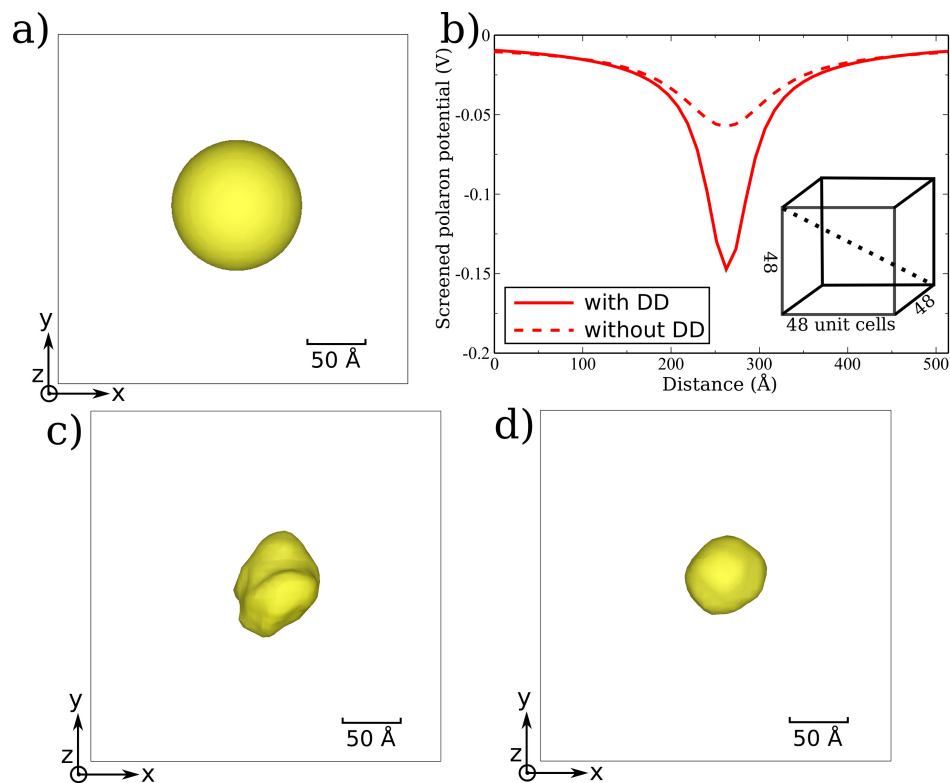 a)
50 Å
y
z
x
b)
Screened polaron potential (V)
0
-0.05
-0.1
-0.15
-0.2
0
100
200
300
400
500
Distance (Å)
with DD
without DD
48
48
48 unit cells
c)
50 Å
y
z
x
d)
50 Å
y
z
x